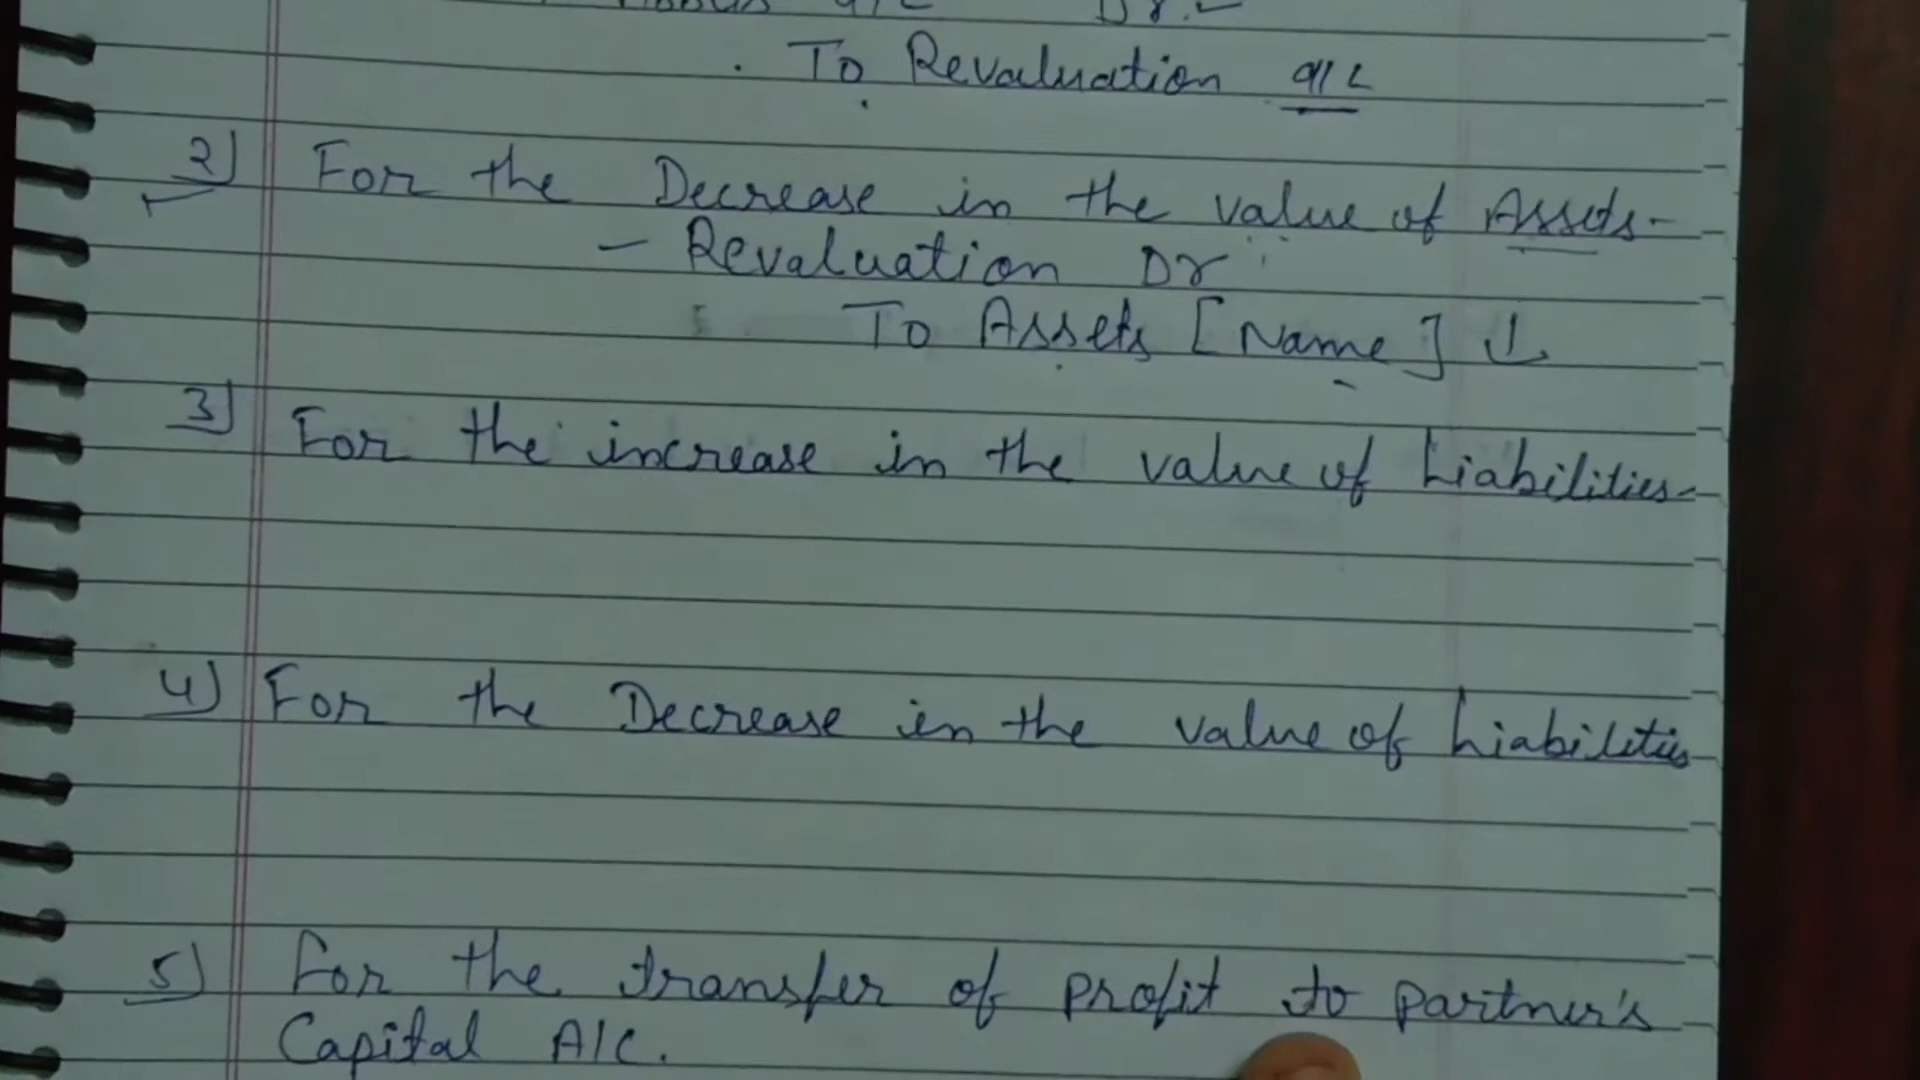 a/c Dr.
To Revaluation a/c
2) For the Decrease in the value of Assets-
- Revaluation Dr
To Assets [Name] ↓
3) For the increase in the value of Liabilities-
4) For the Decrease in the value of Liabilities
5) For the transfer of profit to partner's
Capital A/C.